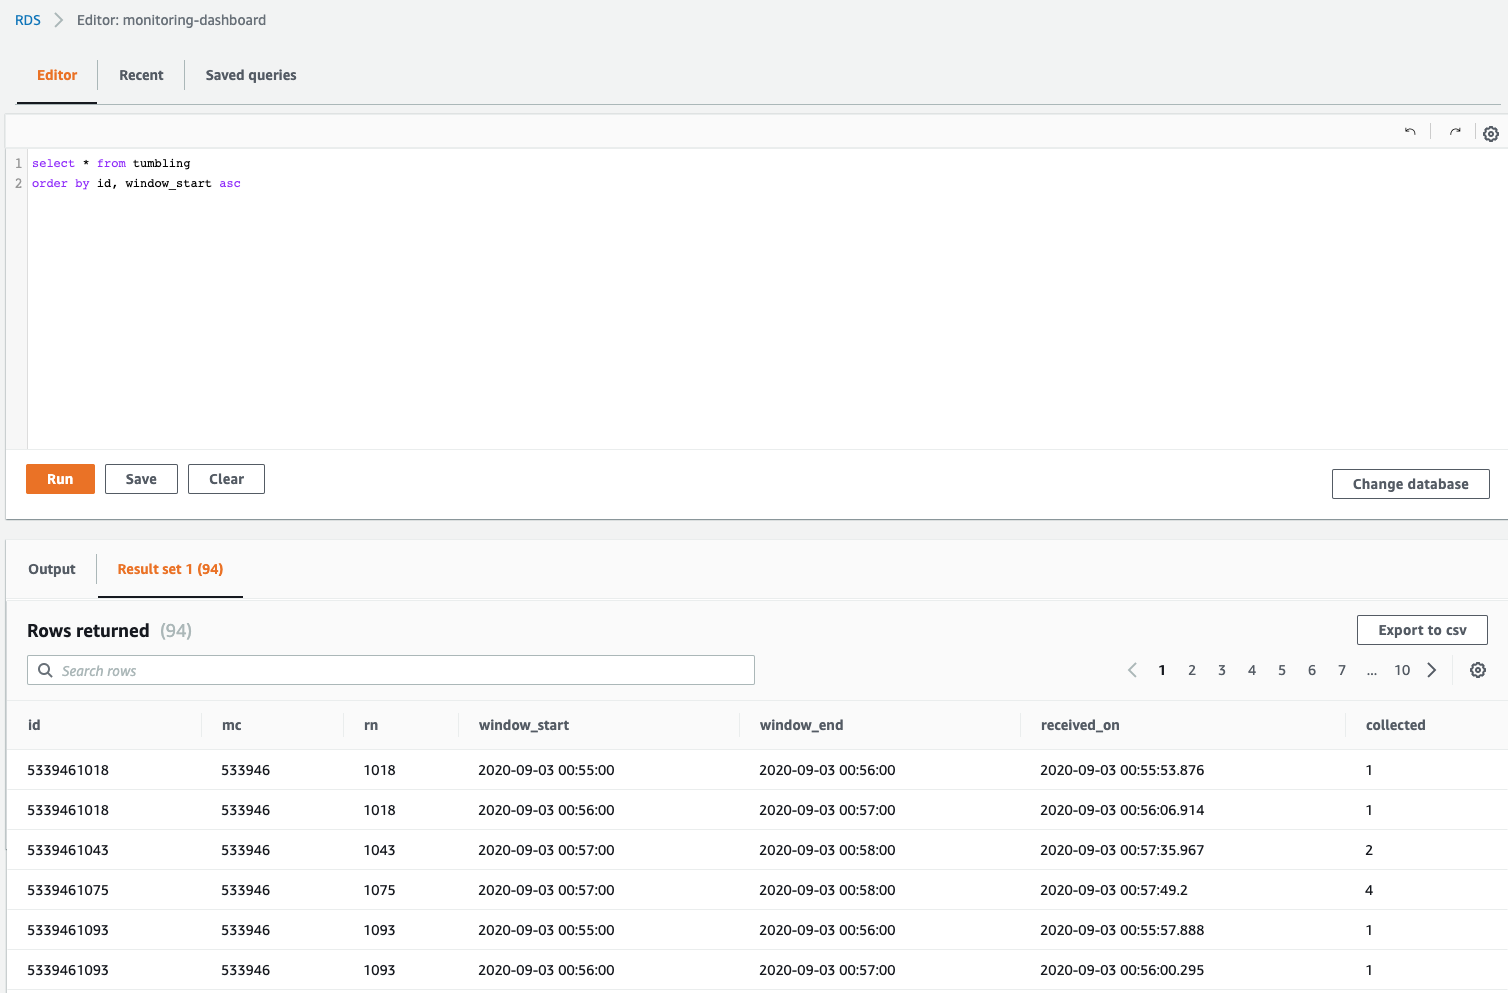 RDS Editor: monitoring-dashboard
Editor Recent Saved queries
1 select * from tumbling
2 order by id, window_start asc
Run Save Clear Change database
Output Result set 1 (94)
Rows returned (94) Export to csv
Search rows 1 2 3 4 5 6 7 ... 10
id mc rn window_start window_end received_on collected
5339461018 533946 1018 2020-09-03 00:55:00 2020-09-03 00:56:00 2020-09-03 00:55:53.876 1
5339461018 533946 1018 2020-09-03 00:56:00 2020-09-03 00:57:00 2020-09-03 00:56:06.914 1
5339461043 533946 1043 2020-09-03 00:57:00 2020-09-03 00:58:00 2020-09-03 00:57:35.967 2
5339461075 533946 1075 2020-09-03 00:57:00 2020-09-03 00:58:00 2020-09-03 00:57:49.2 4
5339461093 533946 1093 2020-09-03 00:55:00 2020-09-03 00:56:00 2020-09-03 00:55:57.888 1
5339461093 533946 1093 2020-09-03 00:56:00 2020-09-03 00:57:00 2020-09-03 00:56:00.295 1